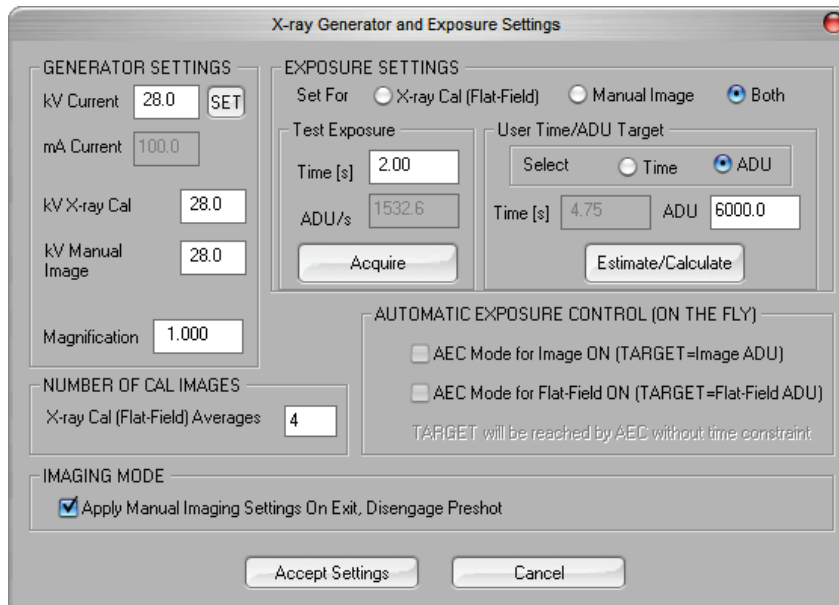 X-ray Generator and Exposure Settings
GENERATOR SETTINGS
kV Current 28.0 SET
mA Current 100.0
kV X-ray Cal 28.0
kV Manual
Image 28.0
Magnification 1.000
EXPOSURE SETTINGS
Set For X-ray Cal (Flat-Field) Manual Image Both
Test Exposure
Time [s] 2.00
ADU/s 1532.6
Acquire
User Time/ADU Target
Select Time ADU
Time [s] 4.75 ADU 6000.0
Estimate/Calculate
AUTOMATIC EXPOSURE CONTROL (ON THE FLY)
AEC Mode for Image ON (TARGET=Image ADU)
AEC Mode for Flat-Field ON (TARGET=Flat-Field ADU)
TARGET will be reached by AEC without time constraint
NUMBER OF CAL IMAGES
X-ray Cal (Flat-Field) Averages 4
IMAGING MODE
Apply Manual Imaging Settings On Exit, Disengage Preshot
Accept Settings Cancel